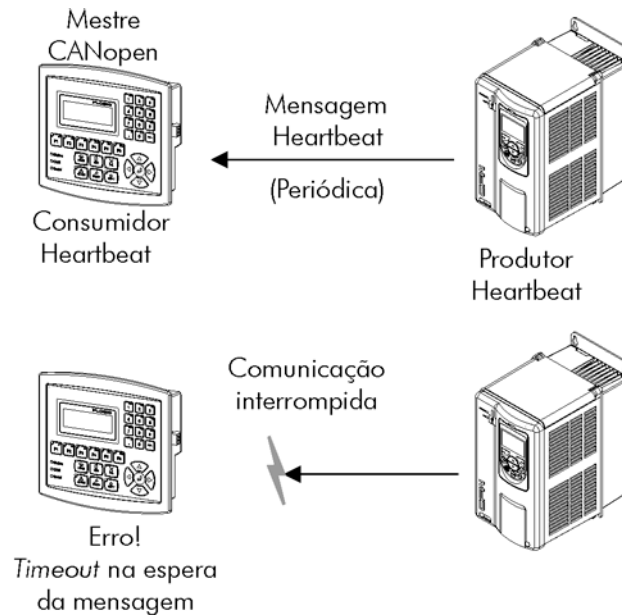 Mestre
CANopen
Mensagem
Heartbeat
(Periódica)
Consumidor
Heartbeat
Produtor
Heartbeat
Comunicação
interrompida
Erro!
Timeout na espera
da mensagem